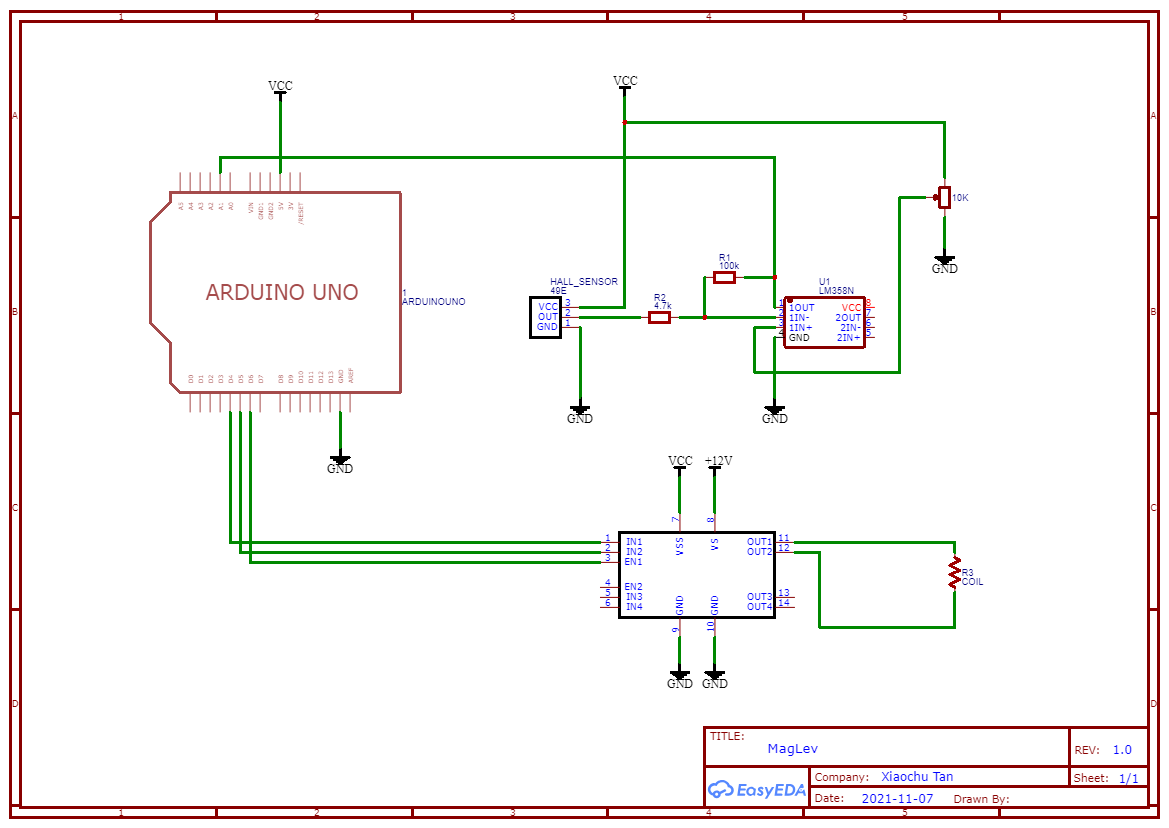 1 2 3 4 5
A A
B B
C C
D D
VCC
VCC
A5 A4 A3 A2 A1 A0 VIN GND1 GND2 5V 3V /RESET
ARDUINO UNO
1
ARDUINOUNO
D0 D1 D2 D3 D4 D5 D6 D7 D8 D9 D10 D11 D12 D13 GND AREF
GND
10K
GND
HALL_SENSOR
49E
VCC 3
OUT 2
GND 1
GND
R2
4.7k
R1
100k
U1
LM358N
1 1OUT VCC 8
2 1IN- 2OUT 7
3 1IN+ 2IN- 6
4 GND 2IN+ 5
GND
VCC +12V
7 8
VSS VS
1 IN1 OUT1 11
2 IN2 OUT2 12
3 EN1
4 EN2
5 IN3 OUT3 13
6 IN4 OUT4 14
GND GND
9 10
GND GND
R3
COIL
TITLE:
MagLev
REV: 1.0
EasyEDA
Company: Xiaochu Tan
Sheet: 1/1
Date: 2021-11-07 Drawn By:
1 2 3 4 5